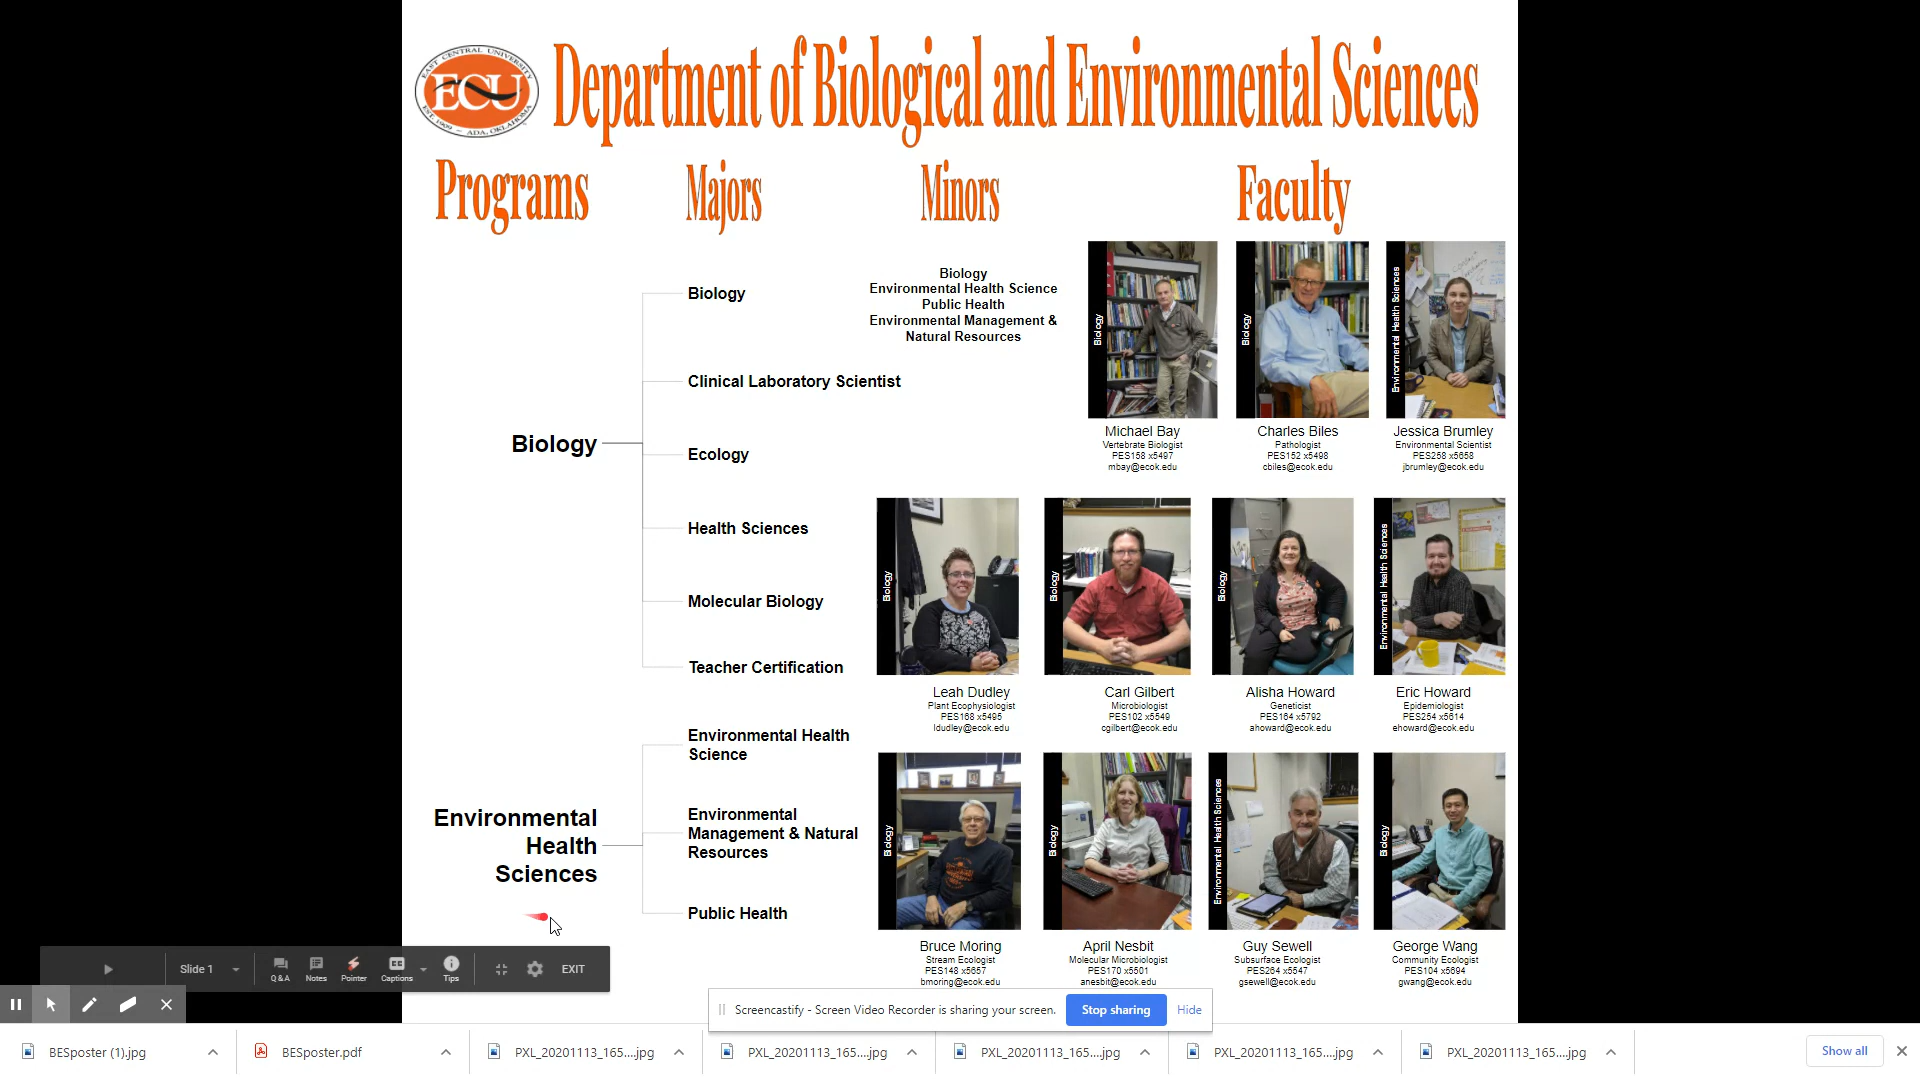 EAST CENTRAL UNIVERSITY
ECU
EST. 1909 — ADA, OKLAHOMA
Department of Biological and Environmental Sciences
Programs
Majors
Minors
Faculty
Biology
Biology
Clinical Laboratory Scientist
Ecology
Health Sciences
Molecular Biology
Teacher Certification
Environmental
Health
Sciences
Environmental Health
Science
Environmental
Management & Natural
Resources
Public Health
Biology
Environmental Health Science
Public Health
Environmental Management &
Natural Resources
Biology
Michael Bay
Vertebrate Biologist
PES158 x5497
mbay@ecok.edu
Biology
Charles Biles
Pathologist
PES152 x5498
cbiles@ecok.edu
Environmental Health Sciences
Jessica Brumley
Environmental Scientist
PES258 x5658
jbrumley@ecok.edu
Biology
Leah Dudley
Plant Ecophysiologist
PES168 x5495
ldudley@ecok.edu
Biology
Carl Gilbert
Microbiologist
PES102 x5549
cgilbert@ecok.edu
Biology
Alisha Howard
Geneticist
PES164 x5792
ahoward@ecok.edu
Environmental Health Sciences
Eric Howard
Epidemiologist
PES254 x5614
ehoward@ecok.edu
Biology
Bruce Moring
Stream Ecologist
PES148 x5657
bmoring@ecok.edu
Biology
April Nesbit
Molecular Microbiologist
PES170 x5501
anesbit@ecok.edu
Environmental Health Sciences
Guy Sewell
Subsurface Ecologist
PES264 x5547
gsewell@ecok.edu
Biology
George Wang
Community Ecologist
PES104 x5694
gwang@ecok.edu
Slide 1
Q&A
Notes
Pointer
CC
Captions
Tips
EXIT
Screencastify - Screen Video Recorder is sharing your screen.
Stop sharing
Hide
BESposter (1).jpg
BESposter.pdf
PXL_20201113_165....jpg
PXL_20201113_165....jpg
PXL_20201113_165....jpg
PXL_20201113_165....jpg
PXL_20201113_165....jpg
Show all